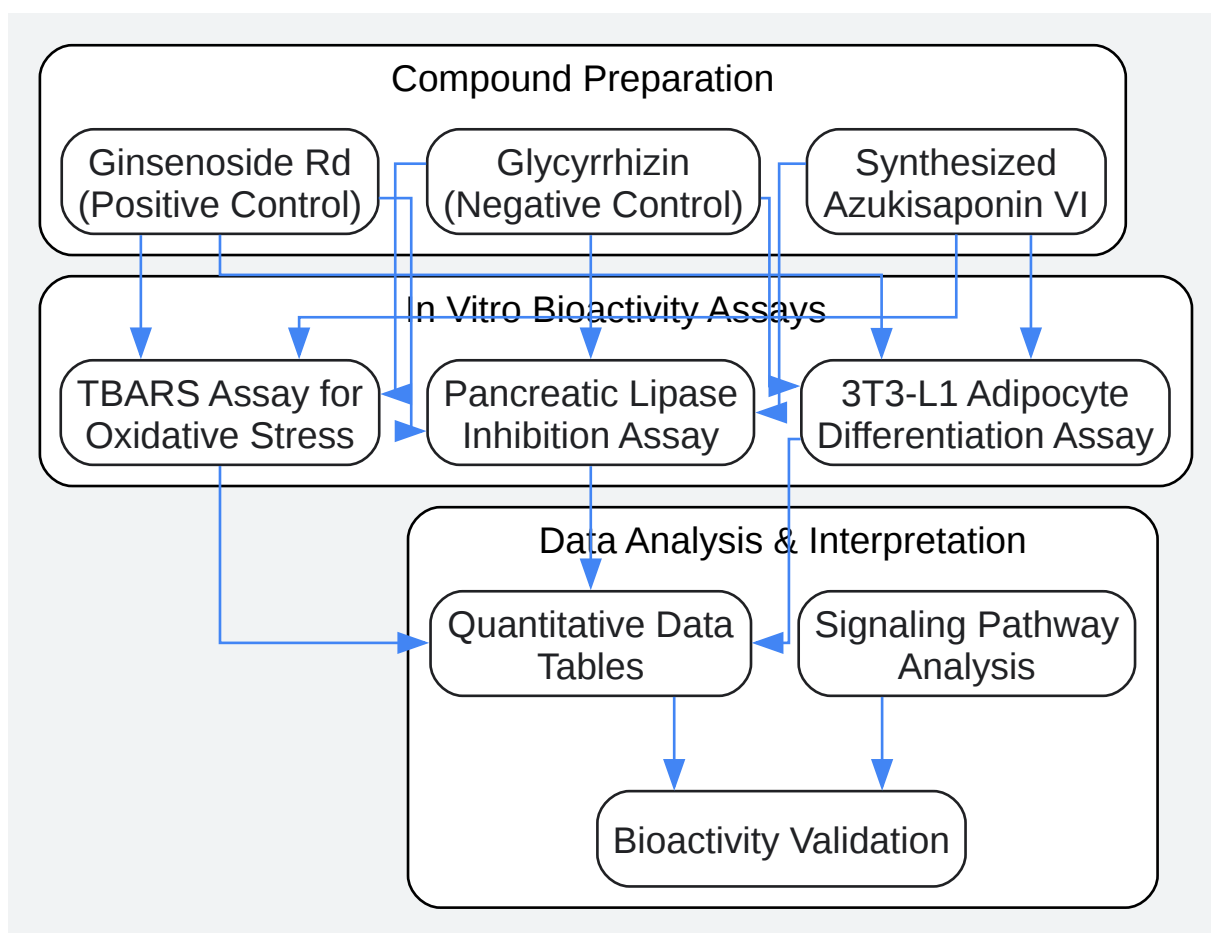 Compound Preparation
Ginsenoside Rd
(Positive Control)
Glycyrrhizin
(Negative Control)
Synthesized
Azukisaponin VI
In Vitro Bioactivity Assays
TBARS Assay for
Oxidative Stress
Pancreatic Lipase
Inhibition Assay
3T3-L1 Adipocyte
Differentiation Assay
Data Analysis & Interpretation
Quantitative Data
Tables
Signaling Pathway
Analysis
Bioactivity Validation